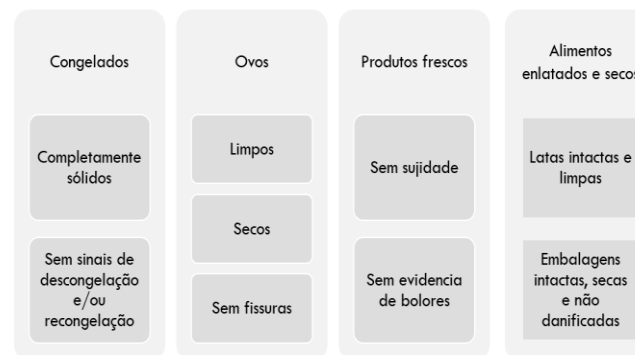 Congelados
Completamente
sólidos
Sem sinais de
descongelação
e/ou
recongelação
Ovos
Limpos
Secos
Sem fissuras
Produtos frescos
Sem sujidade
Sem evidencia
de bolores
Alimentos
enlatados e secos
Latas intactas e
limpas
Embalagens
intactas, secas
e não
danificadas